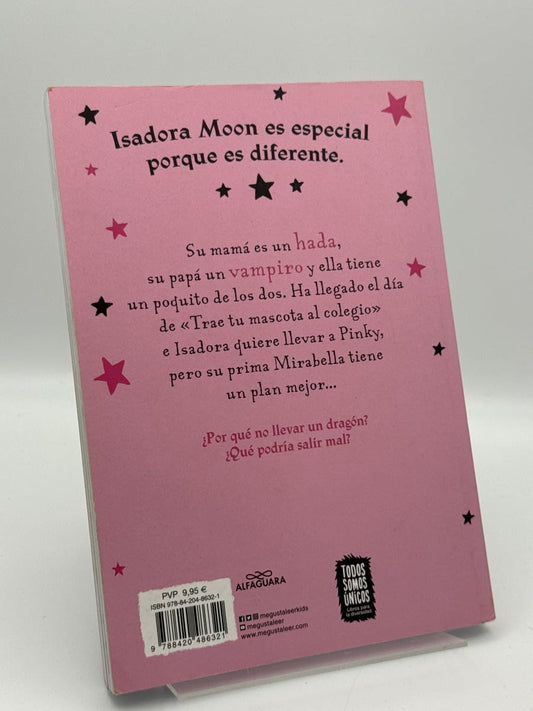 Isadora Moon es especial
porque es diferente.
Su mamá es un hada,
su papá un vampiro y ella tiene
un poquito de los dos. Ha llegado el día
de «Trae tu mascota al colegio»
e Isadora quiere llevar a Pinky,
pero su prima Mirabella tiene
un plan mejor...
¿Por qué no llevar un dragón?
¿Qué podría salir mal?
PVP 9,95 €
ISBN 978-84-204-8632-1
9 788420 486321
ALFAGUARA
megustaleerkids
megustaleer
www.megustaleer.com
TODOS
SOMOS
ÚNICOS
Libros para
la diversidad